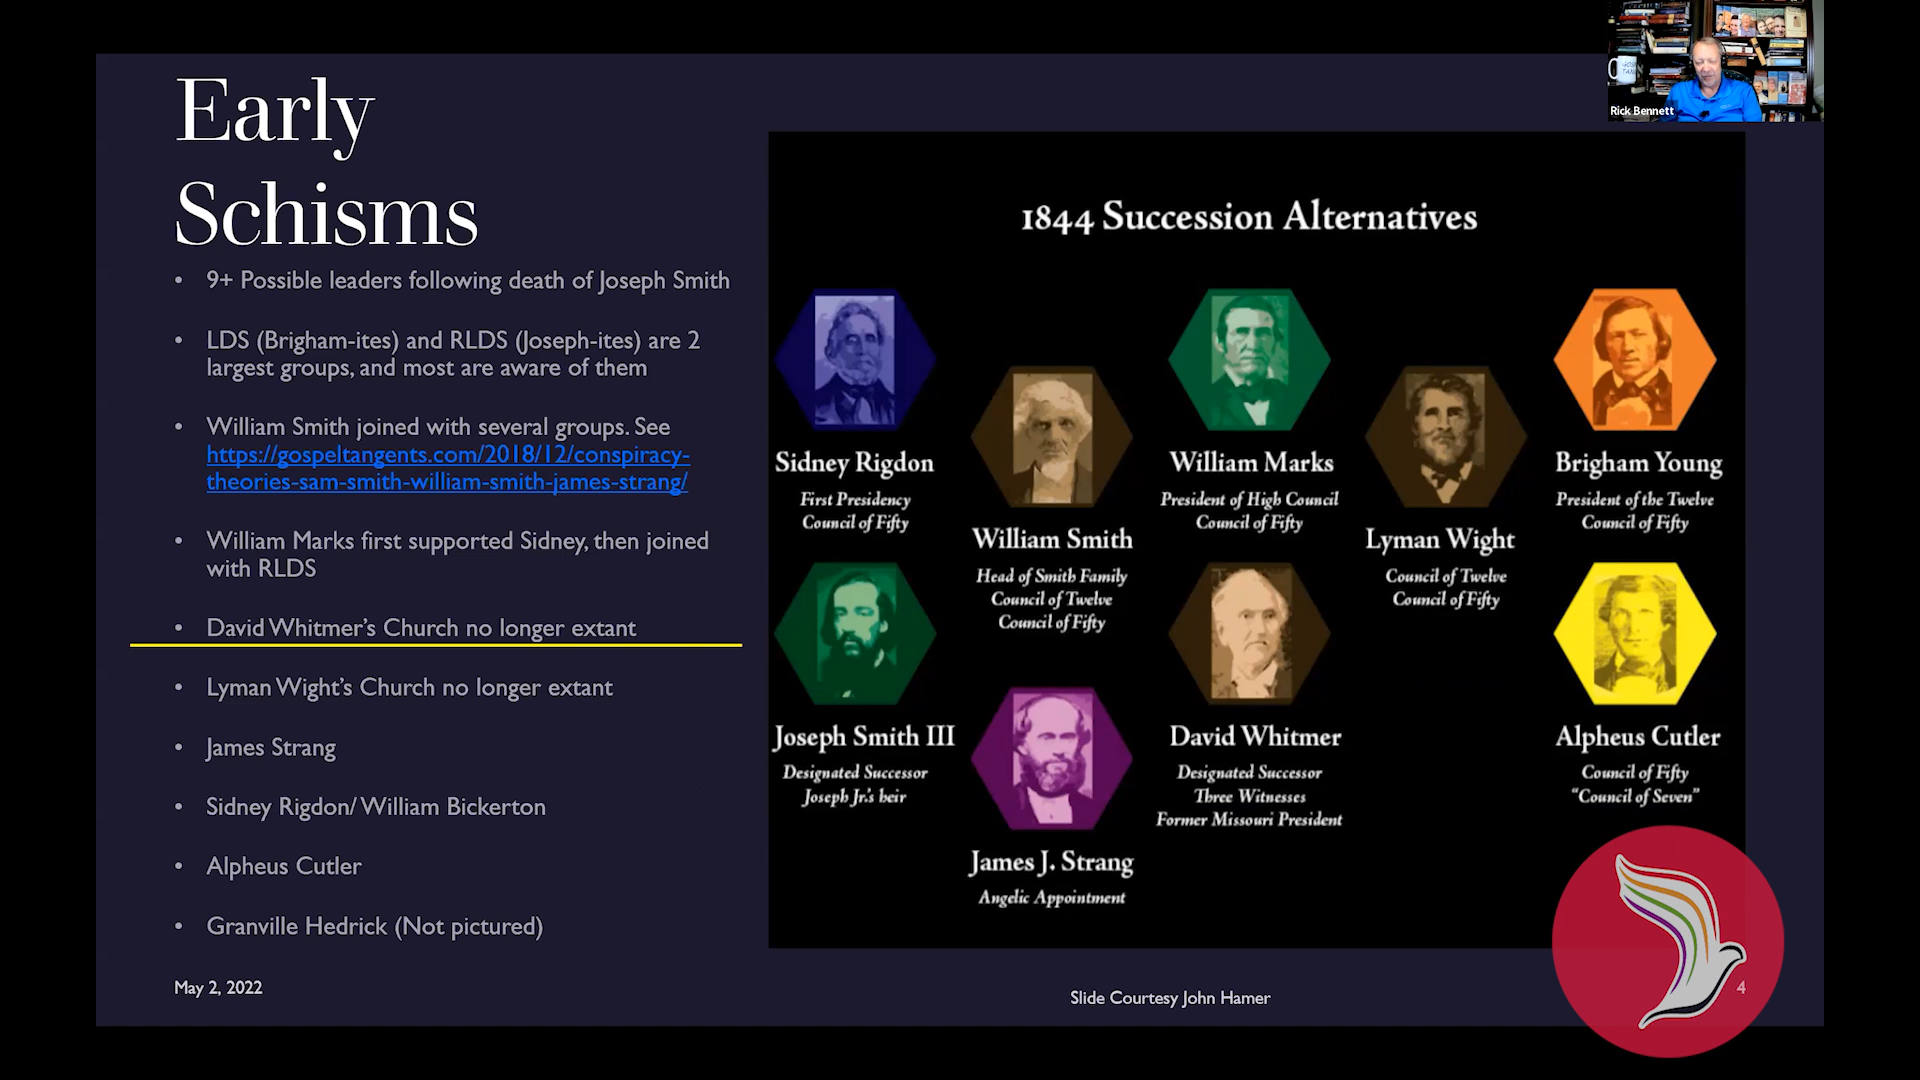 Early
Schisms
• 9+ Possible leaders following death of Joseph Smith
• LDS (Brigham-ites) and RLDS (Joseph-ites) are 2
largest groups, and most are aware of them
• William Smith joined with several groups. See
https://gospeltangents.com/2018/12/conspiracy-
theories-sam-smith-william-smith-james-strang/
• William Marks first supported Sidney, then joined
with RLDS
• David Whitmer’s Church no longer extant
• Lyman Wight’s Church no longer extant
• James Strang
• Sidney Rigdon/ William Bickerton
• Alpheus Cutler
• Granville Hedrick (Not pictured)
May 2, 2022
Rick Bennett
1844 Succession Alternatives
Sidney Rigdon
First Presidency
Council of Fifty
William Smith
Head of Smith Family
Council of Twelve
Council of Fifty
William Marks
President of High Council
Council of Fifty
Lyman Wight
Council of Twelve
Council of Fifty
Brigham Young
President of the Twelve
Council of Fifty
Joseph Smith III
Designated Successor
Joseph Jr.'s heir
James J. Strang
Angelic Appointment
David Whitmer
Designated Successor
Three Witnesses
Former Missouri President
Alpheus Cutler
Council of Fifty
“Council of Seven”
Slide Courtesy John Hamer
4